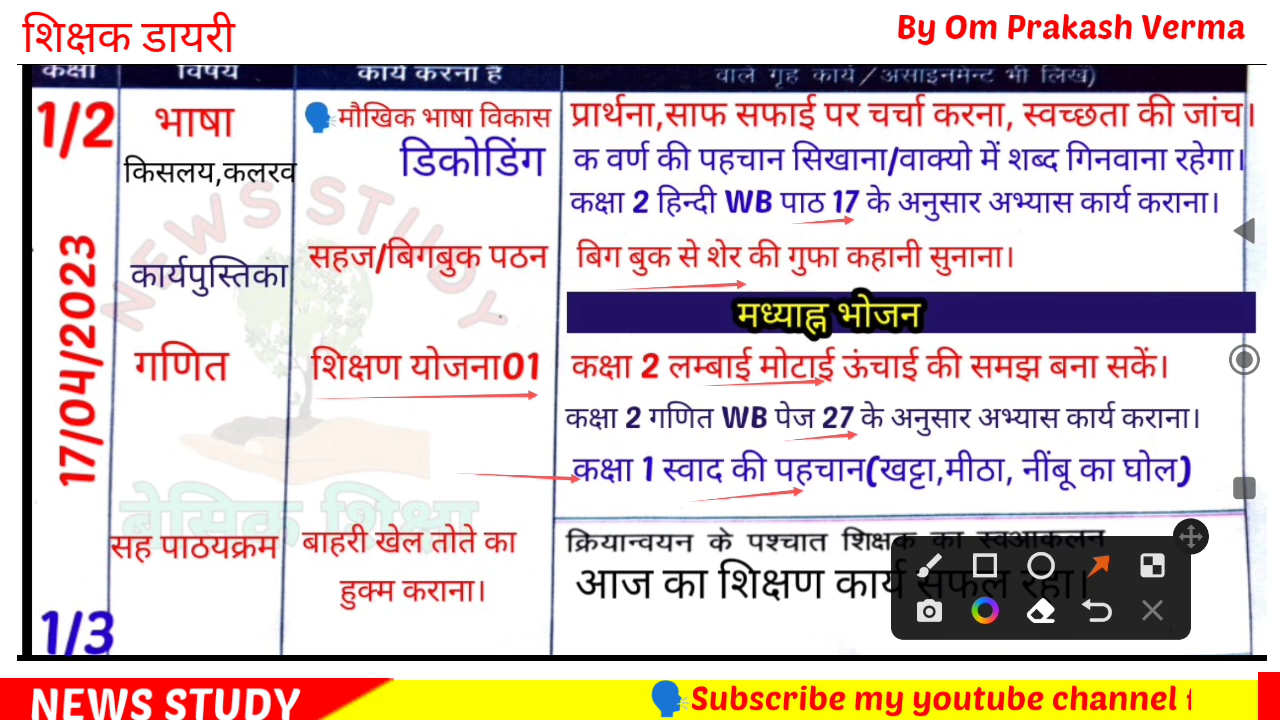 शिक्षक डायरी
By Om Prakash Verma
कक्षा विषय कार्य करना है वाले गृह कार्य/असाइनमेन्ट भी लिखें)
1/2 भाषा 🗣मौखिक भाषा विकास प्रार्थना,साफ सफाई पर चर्चा करना, स्वच्छता की जांच।
किसलय,कलरव डिकोडिंग क वर्ण की पहचान सिखाना/वाक्यो में शब्द गिनवाना रहेगा।
कक्षा 2 हिन्दी WB पाठ 17 के अनुसार अभ्यास कार्य कराना।
17/04/2023
कार्यपुस्तिका सहज/बिगबुक पठन बिग बुक से शेर की गुफा कहानी सुनाना।
मध्याह्न भोजन
गणित शिक्षण योजना01 कक्षा 2 लम्बाई मोटाई ऊंचाई की समझ बना सकें।
कक्षा 2 गणित WB पेज 27 के अनुसार अभ्यास कार्य कराना।
कक्षा 1 स्वाद की पहचान(खट्टा,मीठा, नींबू का घोल)
NEWS STUDY
बेसिक शिक्षा
सह पाठयक्रम बाहरी खेल तोते का क्रियान्वयन के पश्चात शिक्षक का स्वआकलन
हुक्म कराना। आज का शिक्षण कार्य सफल रहा।
1/3
NEWS STUDY
🗣Subscribe my youtube channel